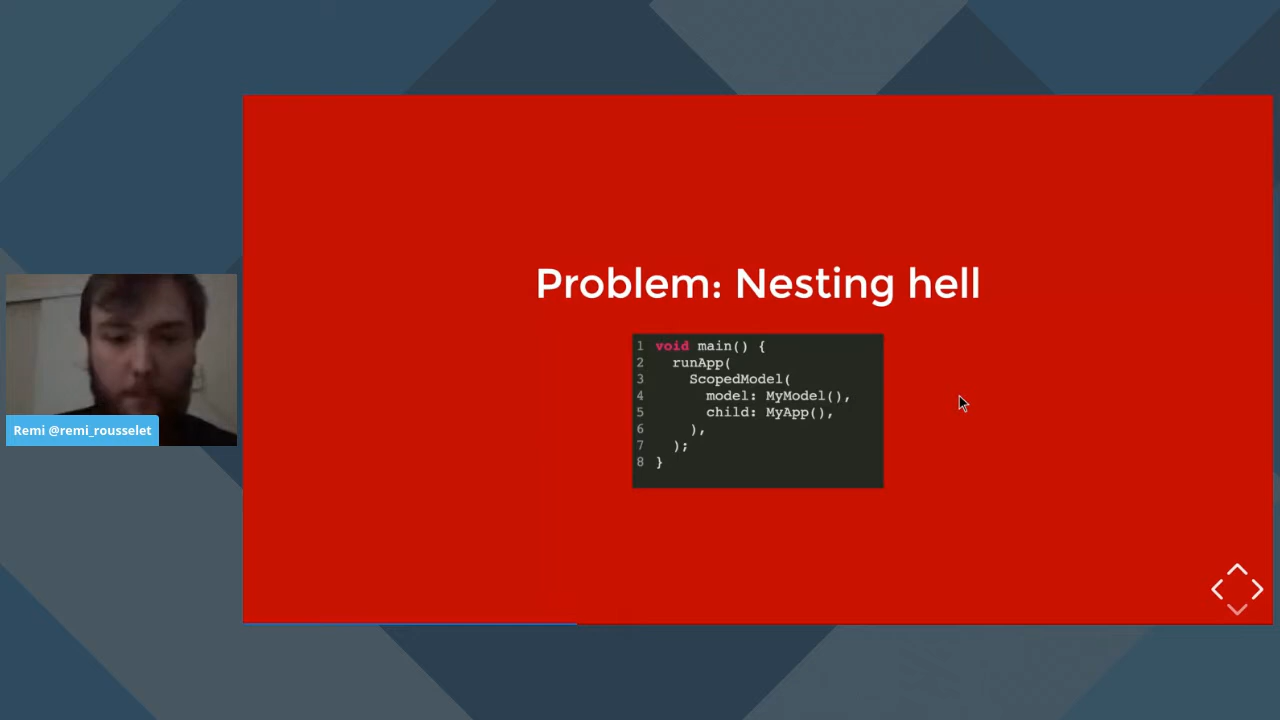 Problem: Nesting hell
1 void main() {
2 runApp(
3 ScopedModel(
4 model: MyModel(),
5 child: MyApp(),
6 ),
7 );
8 }
Remi @remi_rousselet